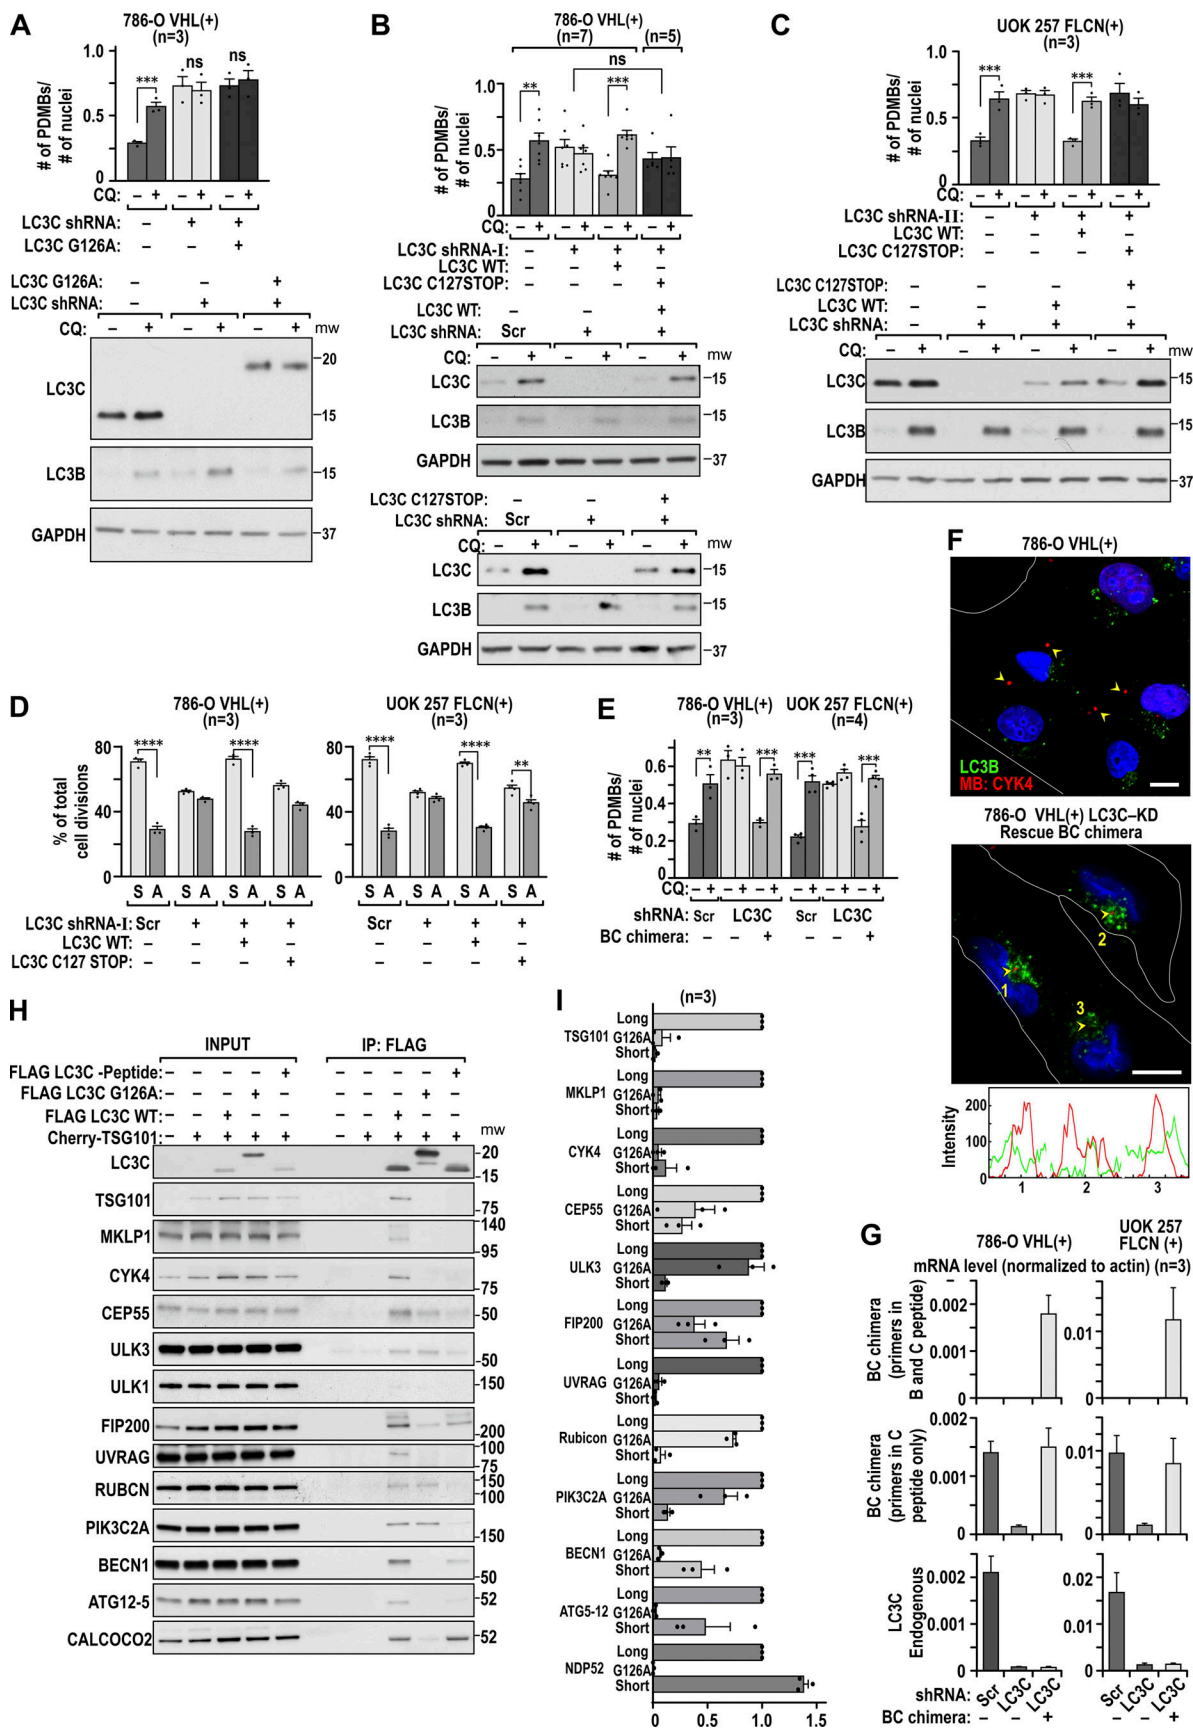 A
786-O VHL(+)
(n=3)
1.0
0.5
0
# of PDMBs/
# of nuclei
***
ns
ns
CQ: – + – + – +
LC3C shRNA: – + +
LC3C G126A: – – +
LC3C G126A: – – +
LC3C shRNA: – + +
CQ: – + – + – + mw
LC3C
20
15
LC3B
15
GAPDH
37
B
786-O VHL(+)
(n=7) (n=5)
ns
1.0
0.5
0
# of PDMBs/
# of nuclei
**
***
CQ: – + – + – + – +
LC3C shRNA-I: – + + +
LC3C WT: – – + –
LC3C C127STOP: – – – +
LC3C WT: – – +
LC3C shRNA: Scr + +
CQ: – + – + – + mw
LC3C 15
LC3B 15
GAPDH 37
LC3C C127STOP: – – +
LC3C shRNA: Scr + +
CQ: – + – + – + mw
LC3C 15
LC3B 15
GAPDH 37
C
UOK 257 FLCN(+)
(n=3)
1.0
0.5
0
# of PDMBs/
# of nuclei
***
***
CQ: – + – + – + – +
LC3C shRNA-II: – + + +
LC3C WT: – – + –
LC3C C127STOP: – – – +
LC3C C127STOP: – – – +
LC3C WT: – – + –
LC3C shRNA: – + + +
CQ: – + – + – + – + mw
LC3C 15
LC3B 15
GAPDH 37
D
786-O VHL(+)
(n=3)
UOK 257 FLCN(+)
(n=3)
80
40
0
% of total
cell divisions
**** ****
80
40
0
**** **** **
S A S A S A S A
S A S A S A S A
LC3C shRNA-I: Scr + + + Scr + + +
LC3C WT: – – + – – – + –
LC3C C127 STOP: – – – + – – – +
E
786-O VHL(+)
(n=3)
UOK 257 FLCN(+)
(n=4)
0.6
0.4
0.2
0
# of PDMBs/
# of nuclei
** *** *** ***
CQ: – + – + – + – + – + – +
shRNA: Scr LC3C Scr LC3C
BC chimera: – – + – – +
F
786-O VHL(+)
LC3B
MB: CYK4
786-O VHL(+) LC3C–KD
Rescue BC chimera
1
2
3
Intensity
200
100
0
1 2 3
G
786-O VHL(+)
UOK 257
FLCN (+)
mRNA level (normalized to actin) (n=3)
BC chimera
(primers in
B and C peptide)
0.002
0.001
0
0.01
0
BC chimera
(primers in C
peptide only)
0.002
0.001
0
0.01
0
LC3C
Endogenous
0.002
0.001
0
0.02
0.01
0
shRNA: Scr LC3C LC3C Scr LC3C LC3C
BC chimera: – – + – – +
H
INPUT IP: FLAG
FLAG LC3C -Peptide: – – – – + – – – – +
FLAG LC3C G126A: – – – + – – – – + –
FLAG LC3C WT: – – + – – – – + – –
Cherry-TSG101: – + + + + – + + + + mw
LC3C 20
15
TSG101 75
MKLP1 140
95
CYK4 75
CEP55 50
ULK3 50
ULK1 150
FIP200 200
UVRAG 100
75
RUBCN 150
100
PIK3C2A 150
BECN1 50
ATG12-5 52
CALCOCO2 52
I
(n=3)
Long
TSG101 G126A
Short
Long
MKLP1 G126A
Short
Long
CYK4 G126A
Short
Long
CEP55 G126A
Short
Long
ULK3 G126A
Short
Long
FIP200 G126A
Short
Long
UVRAG G126A
Short
Long
Rubicon G126A
Short
Long
PIK3C2A G126A
Short
Long
BECN1 G126A
Short
Long
ATG5-12 G126A
Short
Long
NDP52 G126A
Short
0 0.5 1.0 1.5